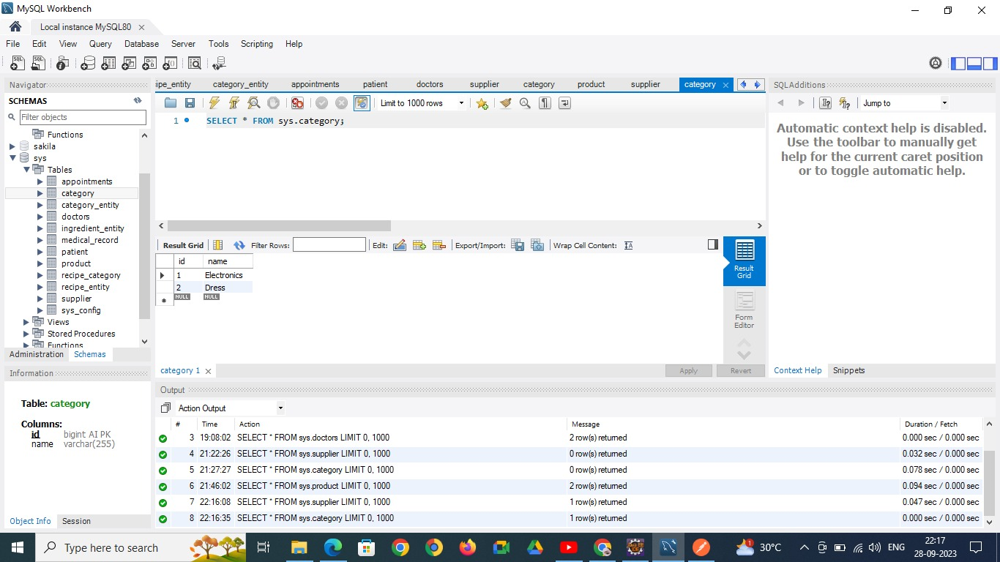 MySQL Workbench
Local instance MySQL80
File Edit View Query Database Server Tools Scripting Help
Navigator
SCHEMAS
Filter objects
Functions
sakila
sys
Tables
appointments
category
category_entity
doctors
ingredient_entity
medical_record
patient
product
recipe_category
recipe_entity
supplier
sys_config
Views
Stored Procedures
Functions
Administration Schemas
Information
Table: category
Columns:
id bigint AI PK
name varchar(255)
Object Info Session
ipe_entity category_entity appointments patient doctors supplier category product supplier category
Limit to 1000 rows
1 SELECT * FROM sys.category;
Result Grid Filter Rows: Edit: Export/Import: Wrap Cell Content:
id name
1 Electronics
2 Dress
NULL NULL
Result
Grid
Form
Editor
category 1 Apply Revert
SQLAdditions
Jump to
Automatic context help is disabled.
Use the toolbar to manually get
help for the current caret position
or to toggle automatic help.
Context Help Snippets
Output
Action Output
# Time Action Message Duration / Fetch
3 19:08:02 SELECT * FROM sys.doctors LIMIT 0, 1000 2 row(s) returned 0.000 sec / 0.000 sec
4 21:22:26 SELECT * FROM sys.supplier LIMIT 0, 1000 0 row(s) returned 0.032 sec / 0.000 sec
5 21:27:27 SELECT * FROM sys.category LIMIT 0, 1000 0 row(s) returned 0.078 sec / 0.000 sec
6 21:46:02 SELECT * FROM sys.product LIMIT 0, 1000 2 row(s) returned 0.094 sec / 0.000 sec
7 22:16:08 SELECT * FROM sys.supplier LIMIT 0, 1000 1 row(s) returned 0.047 sec / 0.000 sec
8 22:16:35 SELECT * FROM sys.category LIMIT 0, 1000 1 row(s) returned 0.000 sec / 0.000 sec
Type here to search
30°C
ENG
22:17
28-09-2023